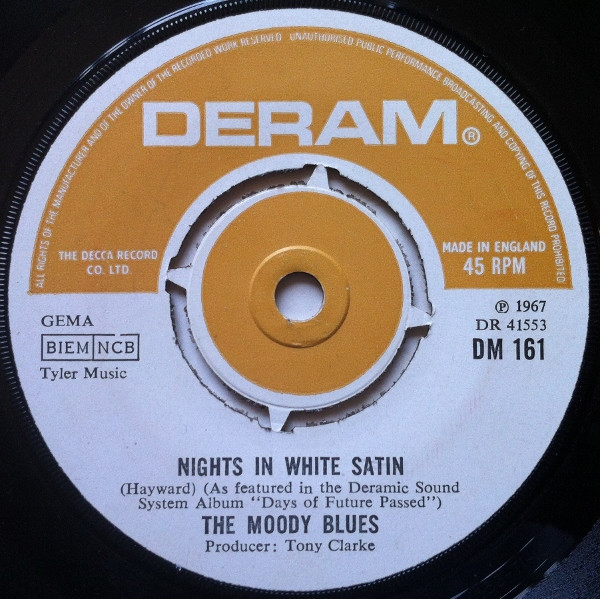 ALL RIGHTS OF THE MANUFACTURER AND OF THE OWNER OF THE RECORDED WORK RESERVED UNAUTHORISED PUBLIC PERFORMANCE BROADCASTING AND COPYING OF THIS RECORD PROHIBITED
DERAM®
THE DECCA RECORD
CO. LTD.
MADE IN ENGLAND
45 RPM
GEMA
BIEM NCB
Tyler Music
℗ 1967
DR 41553
DM 161
NIGHTS IN WHITE SATIN
(Hayward) (As featured in the Deramic Sound
System Album "Days of Future Passed")
THE MOODY BLUES
Producer: Tony Clarke